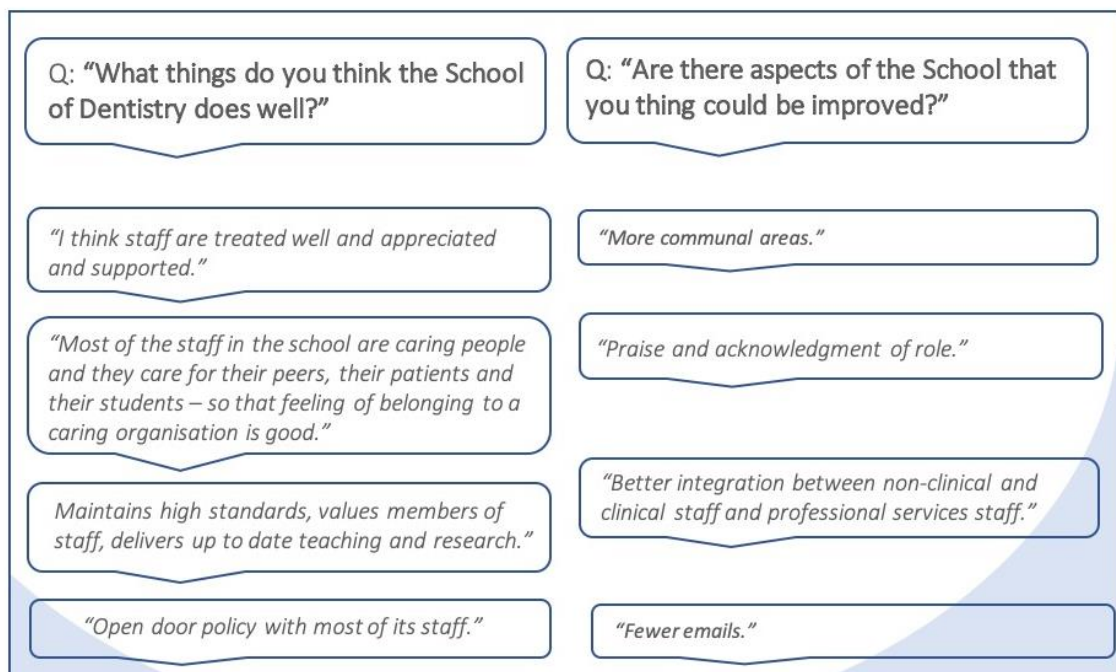 Q: “What things do you think the School
of Dentistry does well?”
“I think staff are treated well and appreciated
and supported.”
“Most of the staff in the school are caring people
and they care for their peers, their patients and
their students – so that feeling of belonging to a
caring organisation is good.”
Maintains high standards, values members of
staff, delivers up to date teaching and research.”
“Open door policy with most of its staff.”
Q: “Are there aspects of the School that
you thing could be improved?”
“More communal areas.”
“Praise and acknowledgment of role.”
“Better integration between non-clinical and
clinical staff and professional services staff.”
“Fewer emails.”